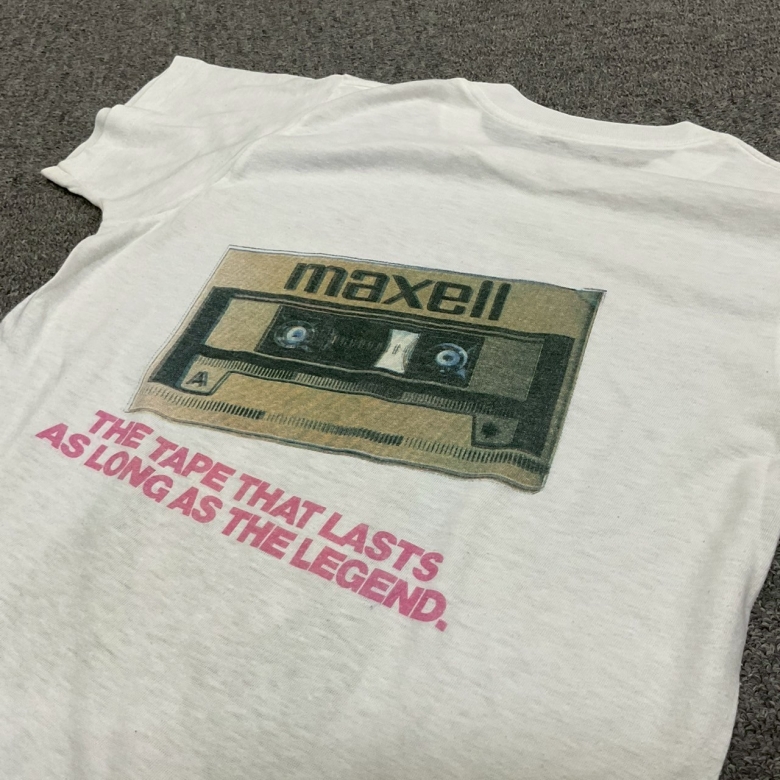 maxell
A
THE TAPE THAT LASTS
AS LONG AS THE LEGEND.